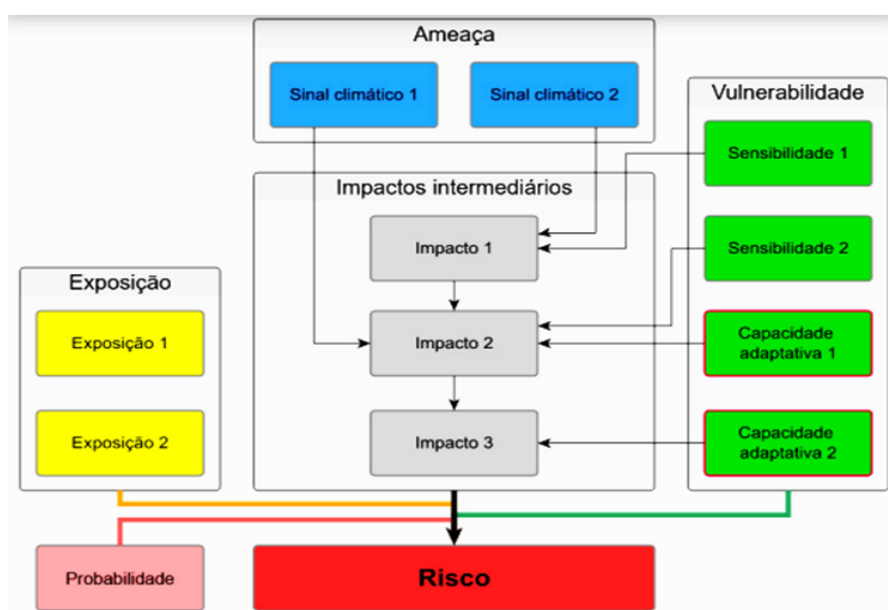 Ameaça
Sinal climático 1
Sinal climático 2
Vulnerabilidade
Sensibilidade 1
Impactos intermediários
Impacto 1
Sensibilidade 2
Exposição
Exposição 1
Impacto 2
Capacidade
adaptativa 1
Exposição 2
Impacto 3
Capacidade
adaptativa 2
Probabilidade
Risco